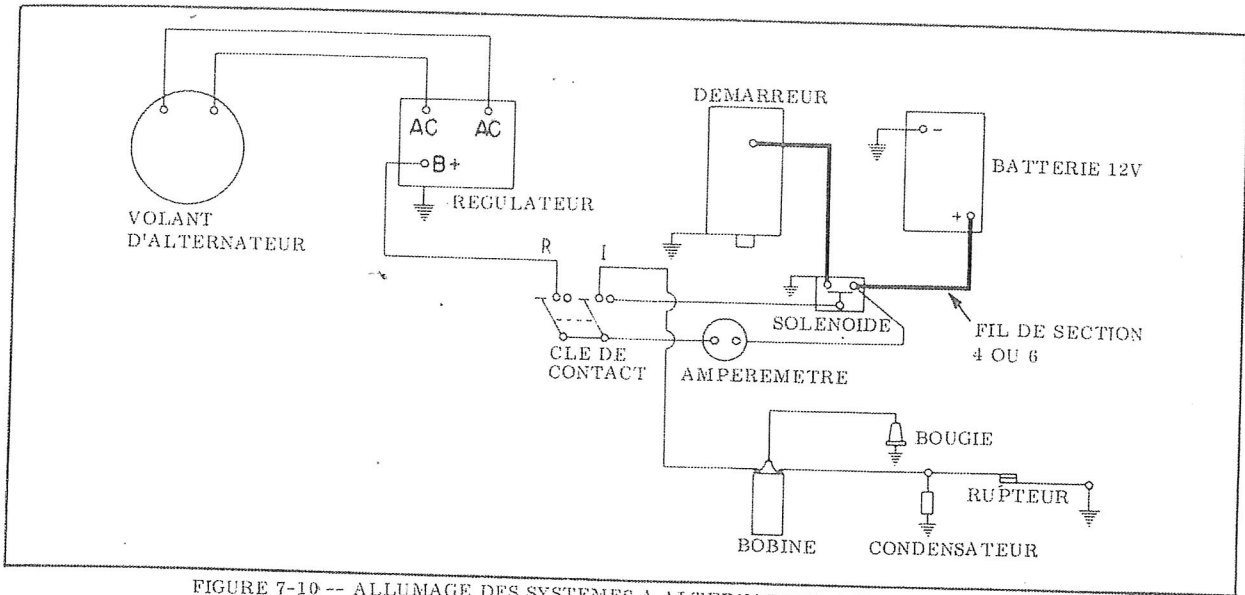 DEMARREUR
AC AC
B+
-
BATTERIE 12V
REGULATEUR
+
VOLANT
D'ALTERNATEUR
R I
SOLENOIDE
FIL DE SECTION
4 OU 6
CLE DE
CONTACT
AMPEREMETRE
BOUGIE
RUPTEUR
BOBINE
CONDENSATEUR
FIGURE 7-10 -- ALLUMAGE DES SYSTEMES A